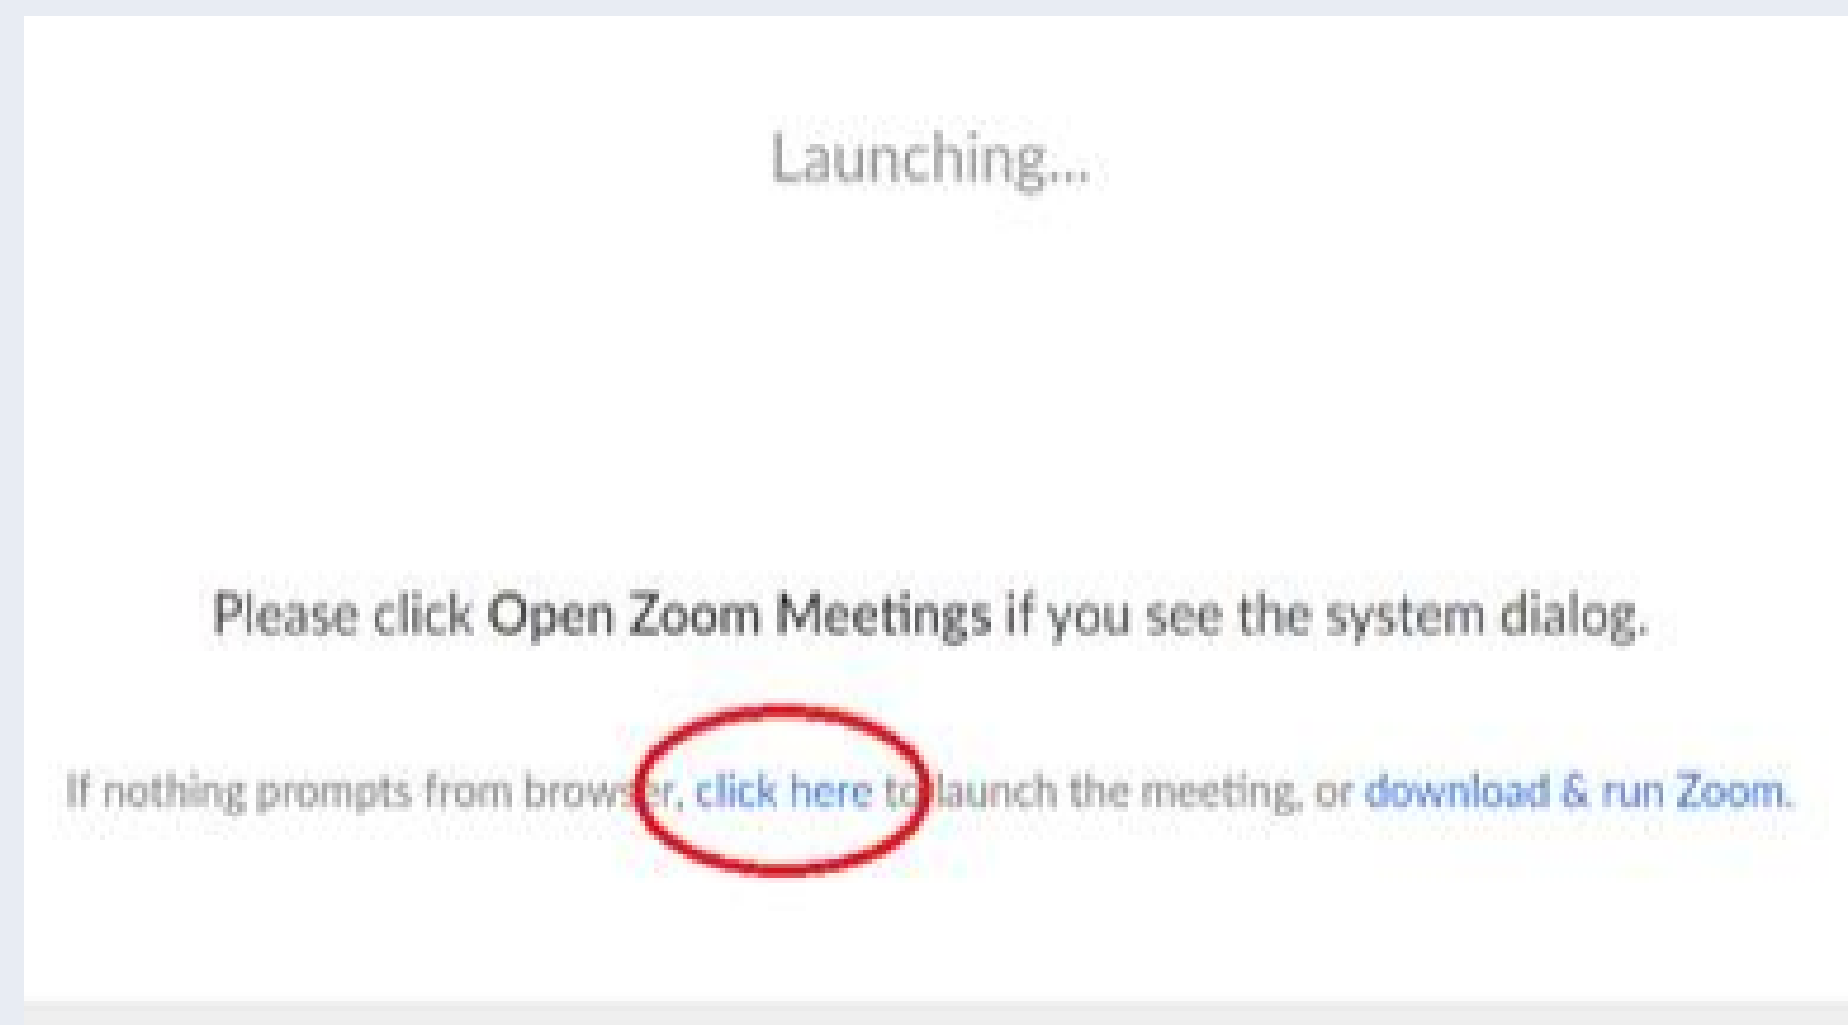 Launching...
Please click Open Zoom Meetings if you see the system dialog.
If nothing prompts from browser, click here to launch the meeting, or download & run Zoom.